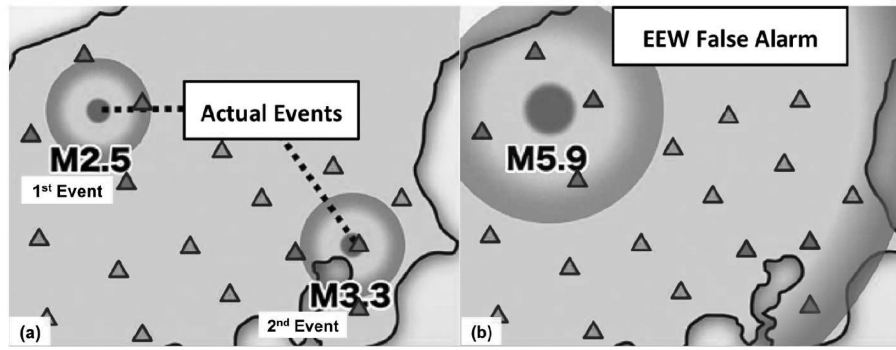 Actual Events
M2.5
1st Event
M3.3
2nd Event
(a)
EEW False Alarm
M5.9
(b)